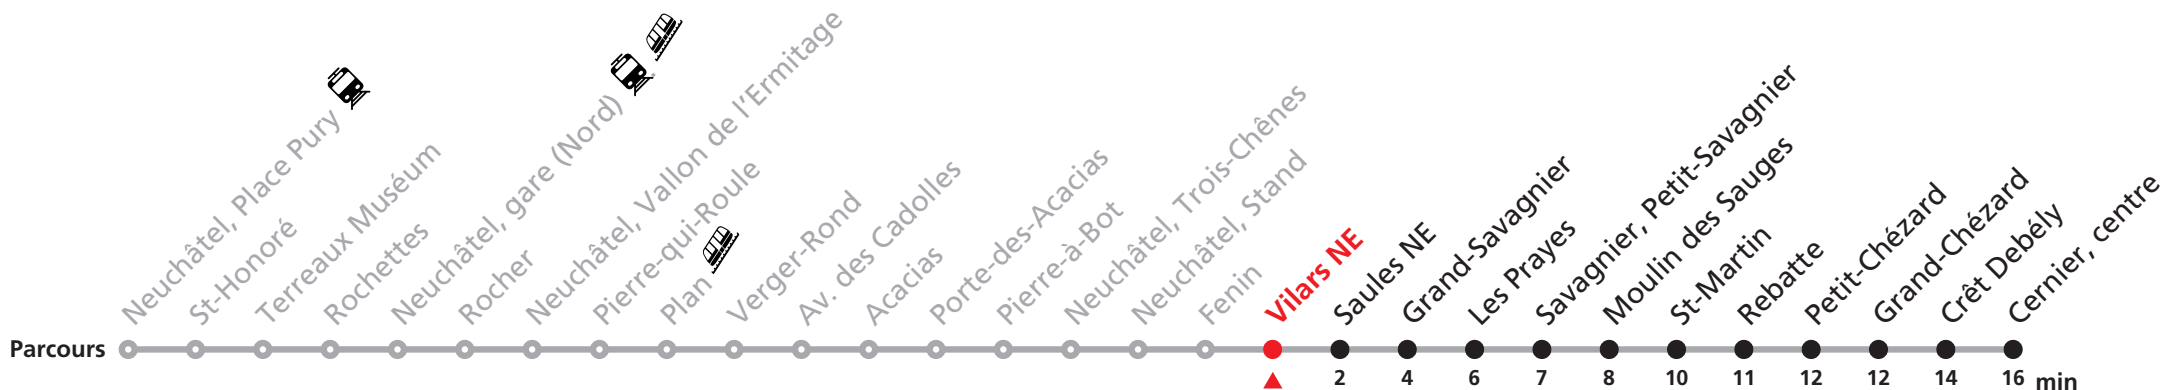 Neuchâtel, Place Pury
St-Honoré
Terreaux Muséum
Rochettes
Neuchâtel, gare (Nord)
Rocher
Neuchâtel, Vallon de l'Ermitage
Pierre-qui-Roule
Plan
Verger-Rond
Av. des Cadolles
Acacias
Porte-des-Acacias
Pierre-à-Bot
Neuchâtel, Trois-Chênes
Neuchâtel, Stand
Fenin
Vilars NE
Saules NE
Grand-Savagnier
Les Prayes
Savagnier, Petit-Savagnier
Moulin des Sauges
St-Martin
Rebatte
Petit-Chézard
Grand-Chézard
Crêt Debély
Cernier, centre
Parcours
2 4 6 7 8 10 11 12 12 14 16 min